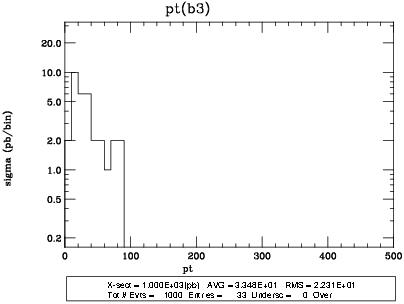 pt(b3)
sigma (pb/bin)
20.0
10.0
5.0
2.0
1.0
0.5
0.2
0
100
200
300
400
500
pt
X-sect = 1.000E+03(pb) AVG = 3.348E+01 RMS = 2.231E+01
Tot # Evts = 1000 Entries = 33 Undersc = 0 Over